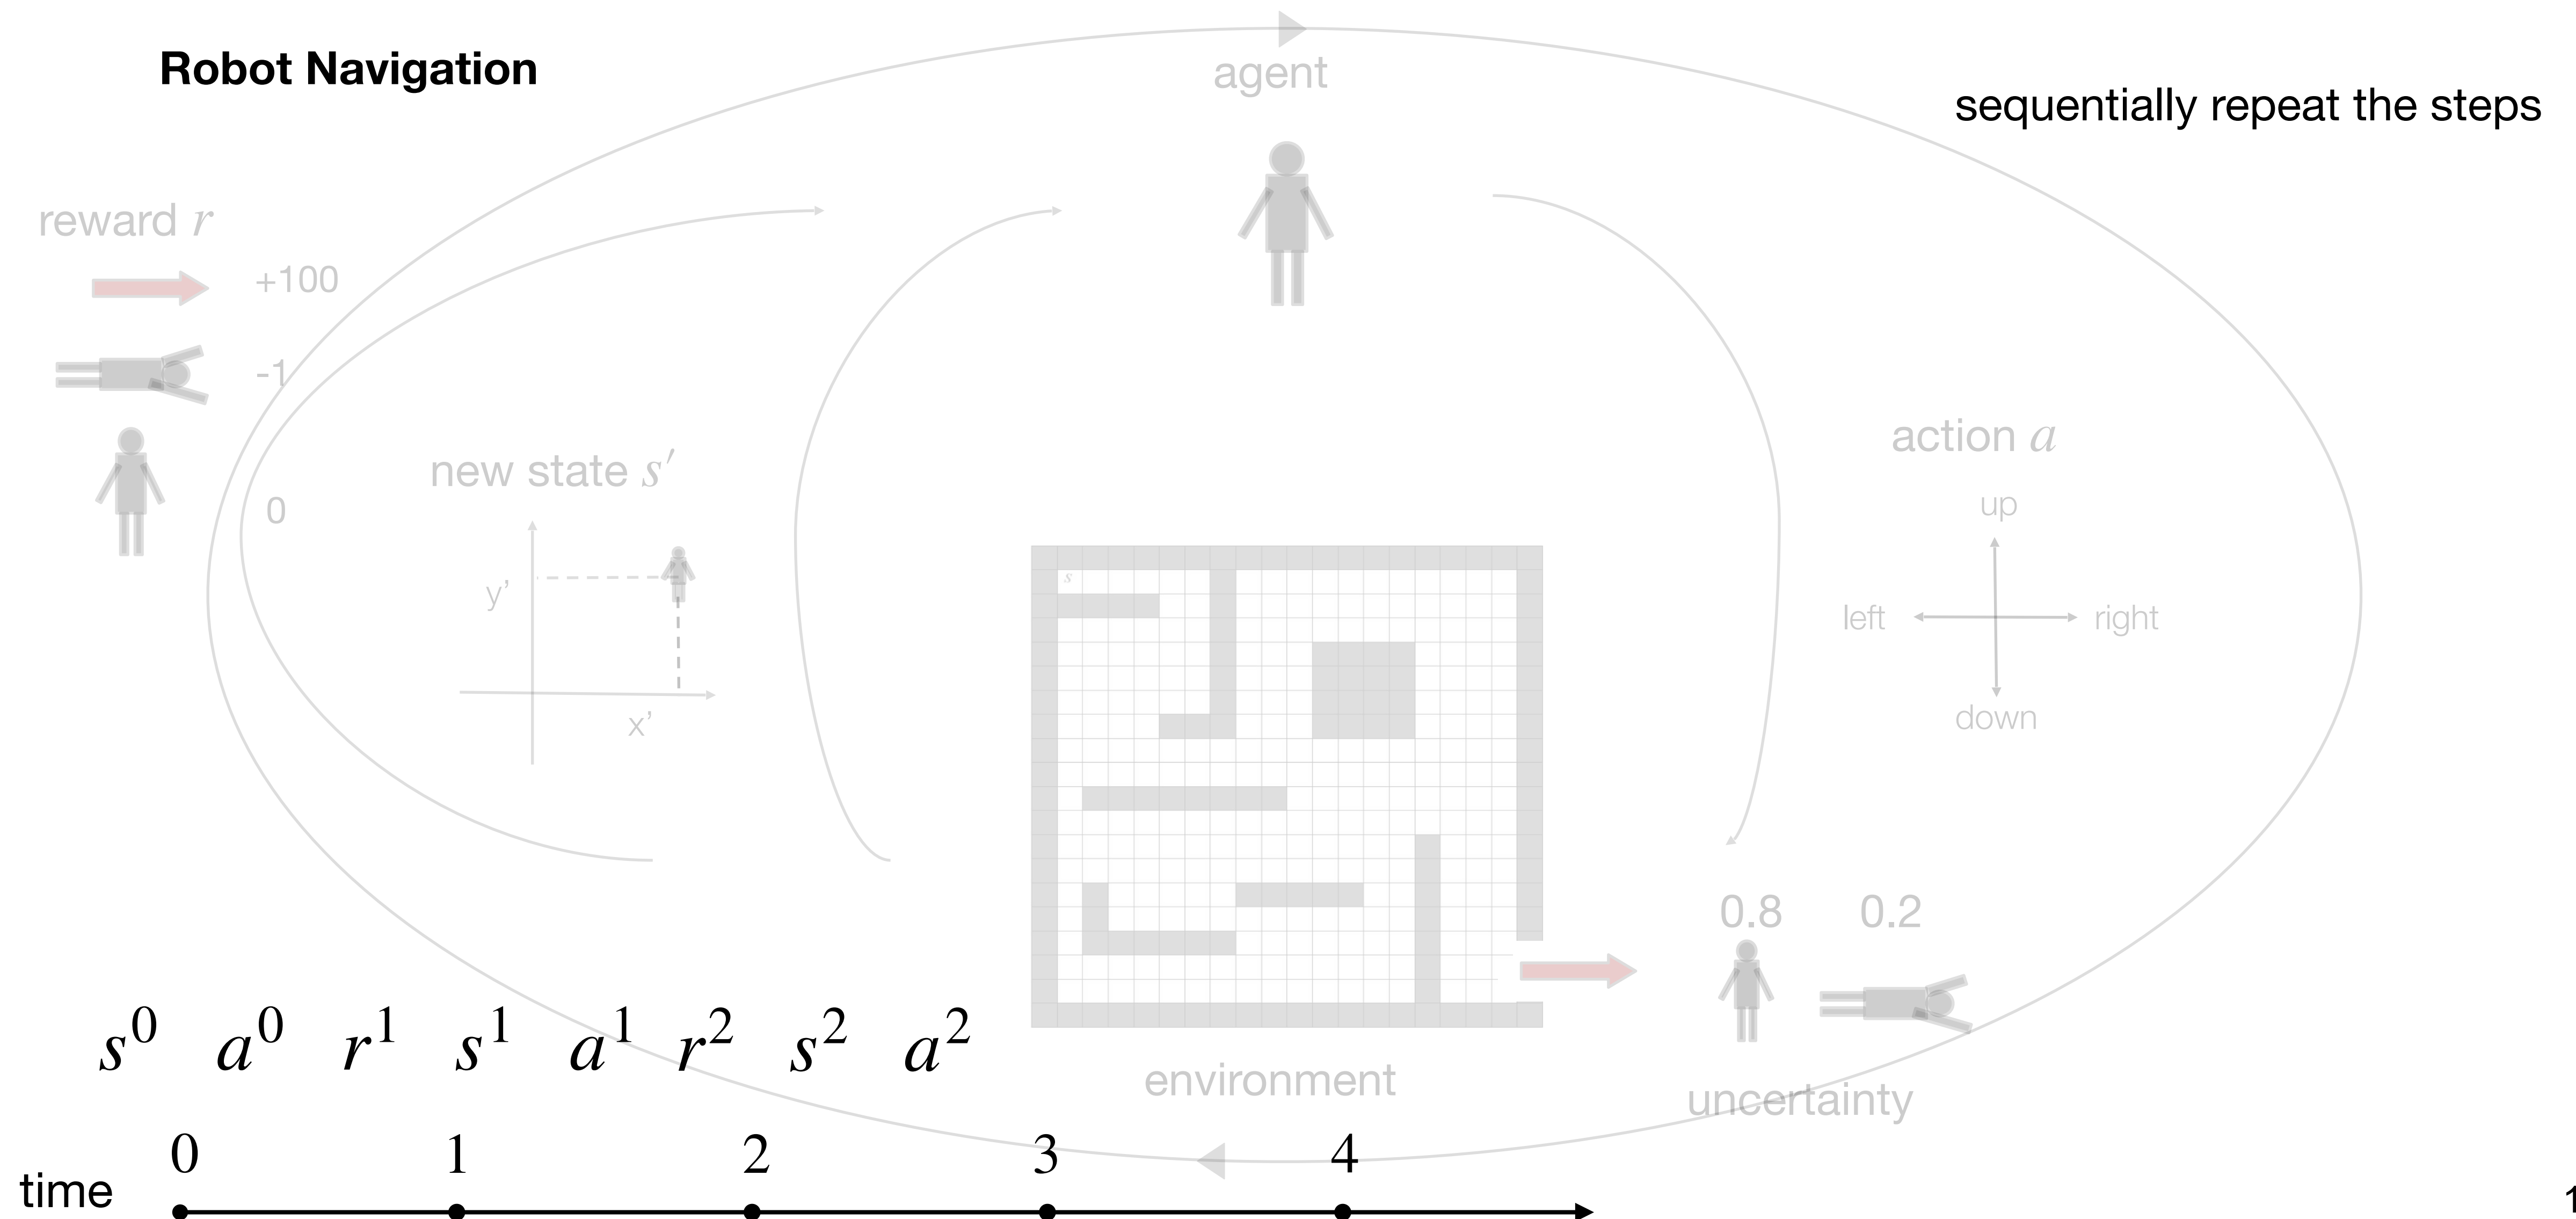 Robot Navigation
agent
sequentially repeat the steps
reward r
+100
-1
0
new state s′
y’
x’
action a
up
left
right
down
s
0.8 0.2
s⁰ a⁰ r¹ s¹ a¹ r² s² a²
environment
uncertainty
0 1 2 3 4
time
1